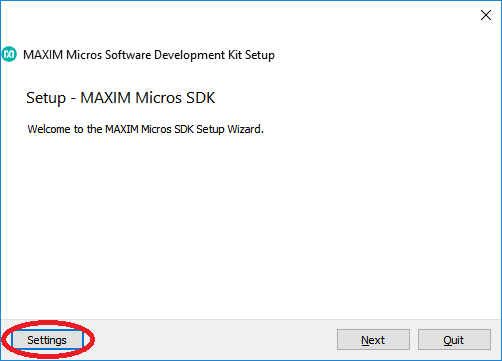 MAXIM Micros Software Development Kit Setup
Setup - MAXIM Micros SDK
Welcome to the MAXIM Micros SDK Setup Wizard.
Settings
Next
Quit